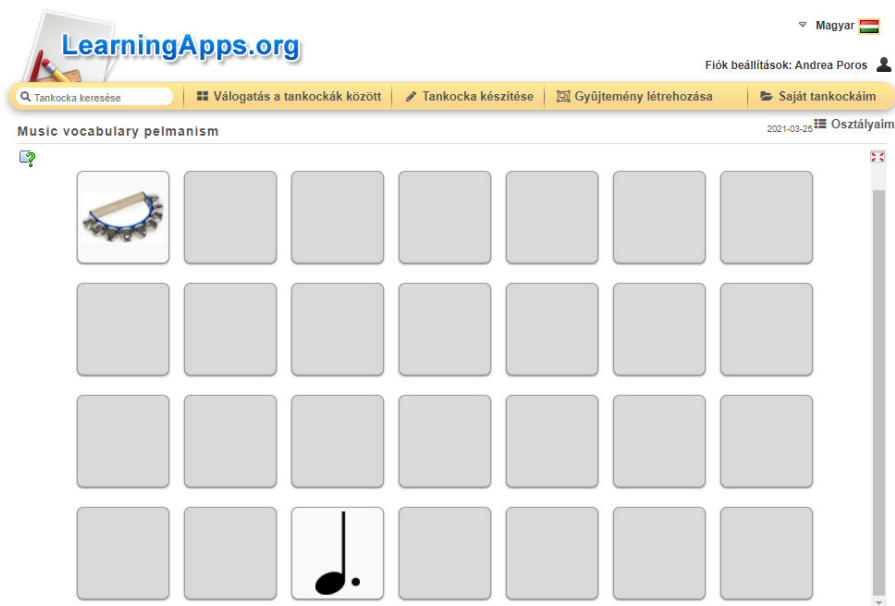 LearningApps.org
Magyar
Fiók beállítások: Andrea Poros
Tankocka keresése
Válogatás a tankockák között
Tankocka készítése
Gyűjtemény létrehozása
Saját tankockáim
Music vocabulary pelmanism
2021-03-25
Osztályaim